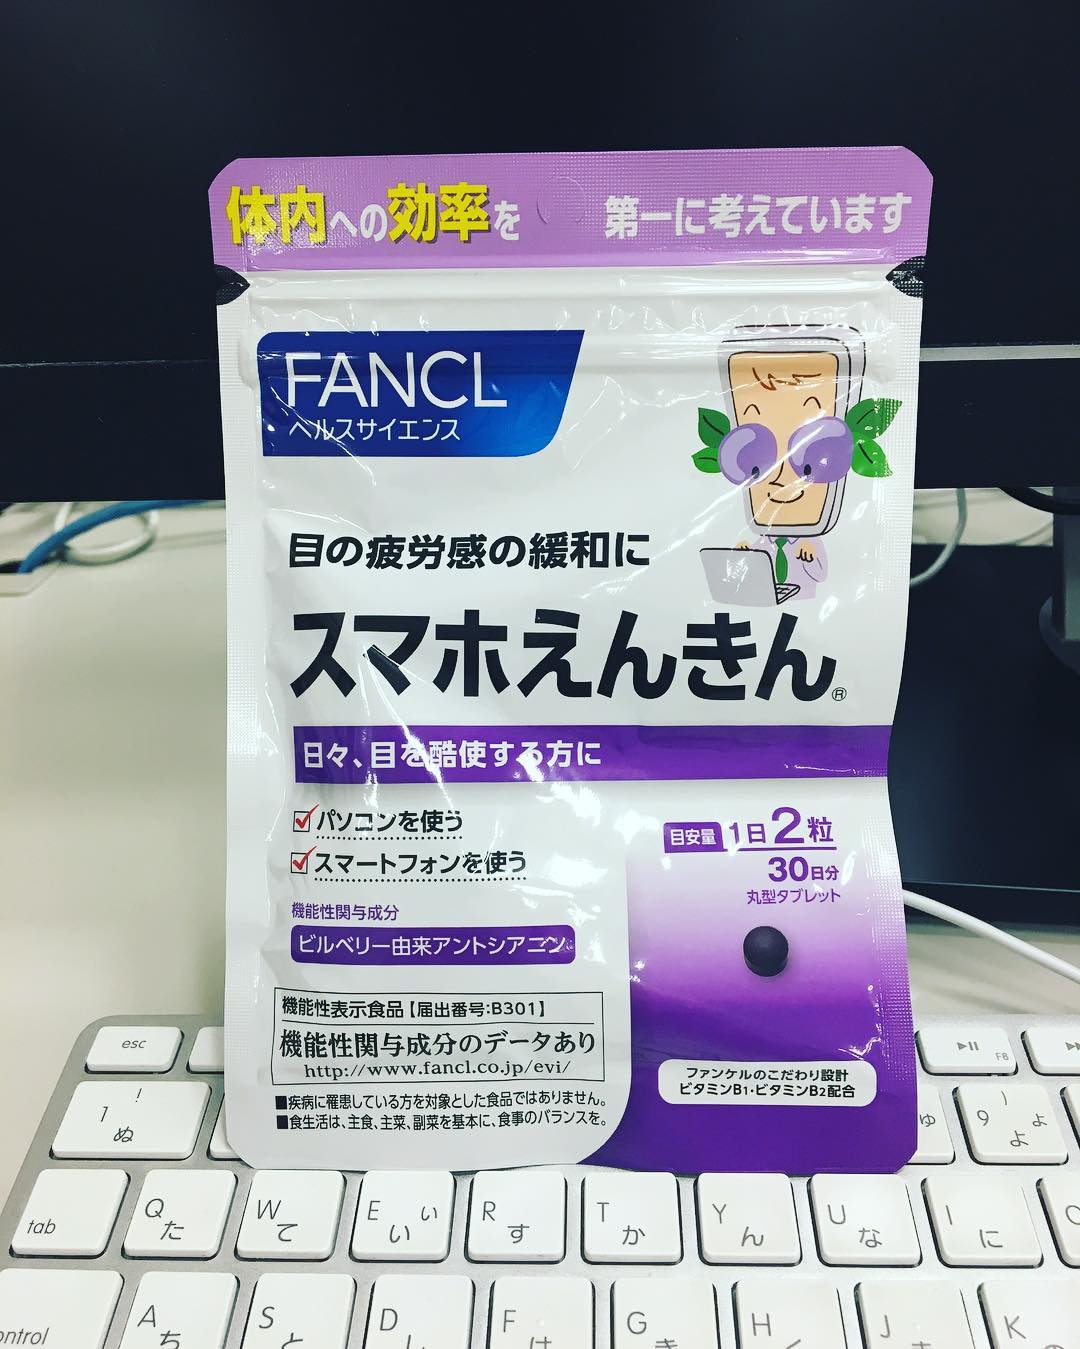 体内への効率を 第一に考えています
FANCL
ヘルスサイエンス
目の疲労感の緩和に
スマホえんきん®
日々、目を酷使する方に
パソコンを使う
スマートフォンを使う
機能性関与成分
ビルベリー由来アントシアニン
機能性表示食品【届出番号:B301】
機能性関与成分のデータあり
http://www.fancl.co.jp/evi/
■疾病に罹患している方を対象とした食品ではありません。
■食生活は、主食、主菜、副菜を基本に、食事のバランスを。
目安量 1日2粒
30日分
丸型タブレット
ファンケルのこだわり設計
ビタミンB1・ビタミンB2配合
esc
F8
! 1 ぬ
) 9 ょ よ
tab
Q た
W て
E ぃ い
R す
T か
Y ん
U な
I に
A ち
S と
D し
F は
G き
H く
J ま
K の